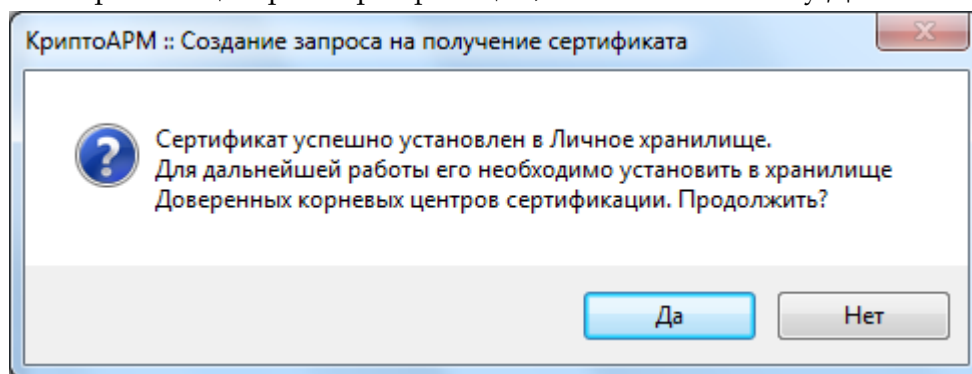 КриптоАРМ :: Создание запроса на получение сертификата
Сертификат успешно установлен в Личное хранилище.
Для дальнейшей работы его необходимо установить в хранилище
Доверенных корневых центров сертификации. Продолжить?
Да
Нет